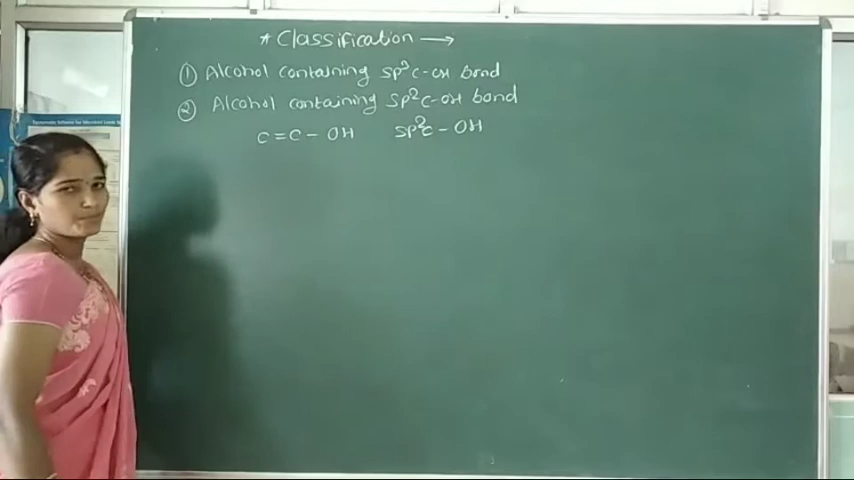 * Classification →
① Alcohol containing sp³c-OH bond
② Alcohol containing sp²c-OH bond
C=C-OH sp²c-OH